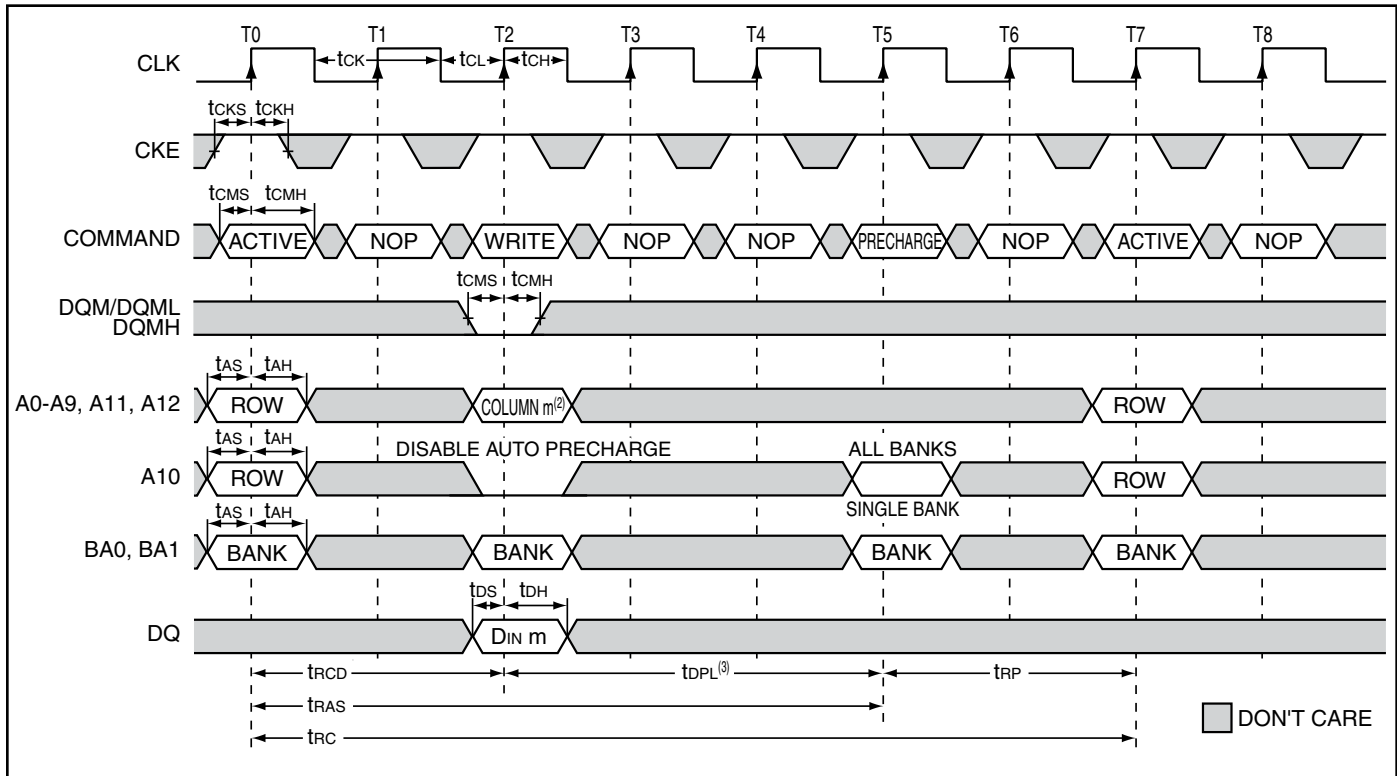 T0 T1 T2 T3 T4 T5 T6 T7 T8
CLK tCK tCL tCH
tCKS tCKH
CKE
tCMS tCMH
COMMAND ACTIVE NOP WRITE NOP NOP PRECHARGE NOP ACTIVE NOP
tCMS tCMH
DQM/DQML
DQMH
tAS tAH
A0-A9, A11, A12 ROW COLUMN m(2) ROW
tAS tAH DISABLE AUTO PRECHARGE ALL BANKS
A10 ROW ROW
tAS tAH SINGLE BANK
BA0, BA1 BANK BANK BANK BANK
tDS tDH
DQ DIN m
tRCD tDPL(3) tRP
tRAS
DON'T CARE
tRC